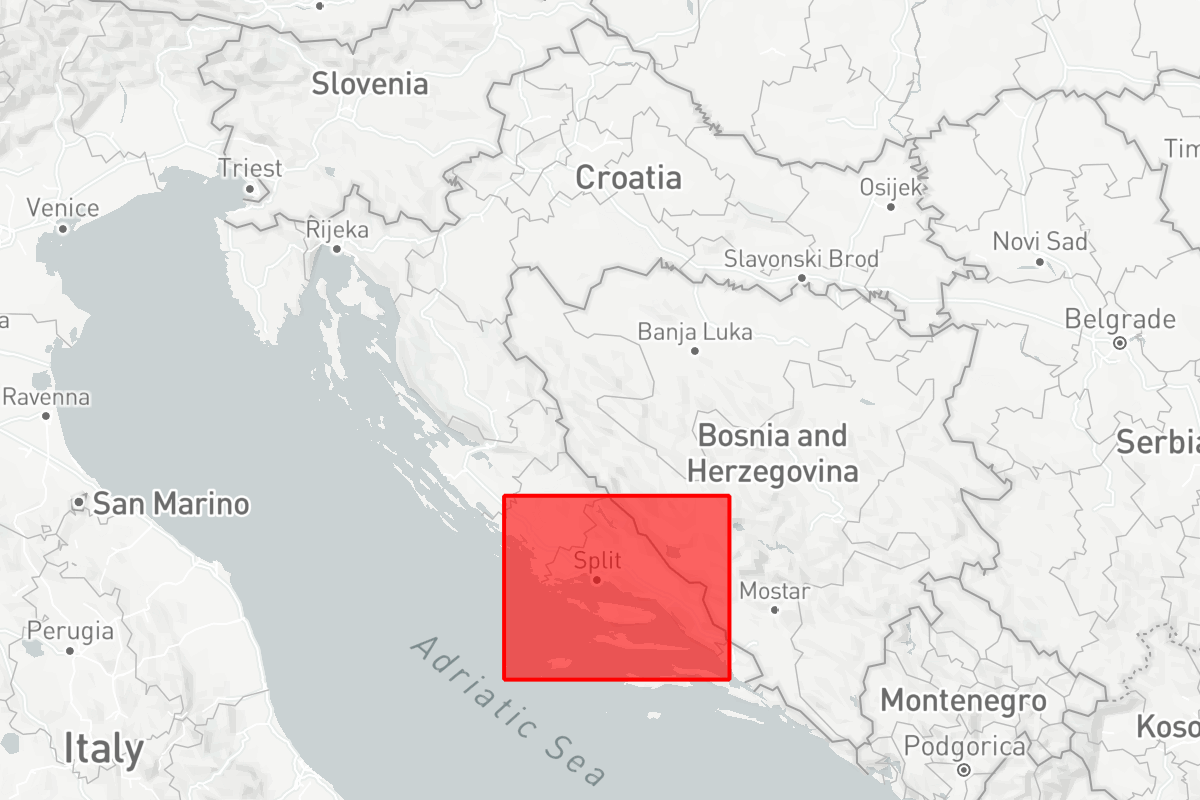 Slovenia
Triest
Croatia
Tim
Osijek
Venice
Rijeka
Novi Sad
Slavonski Brod
a
Banja Luka
Belgrade
Ravenna
Bosnia and
Herzegovina
Serbia
San Marino
Split
Mostar
Perugia
Adriatic Sea
Montenegro
Koso
Italy
Podgorica